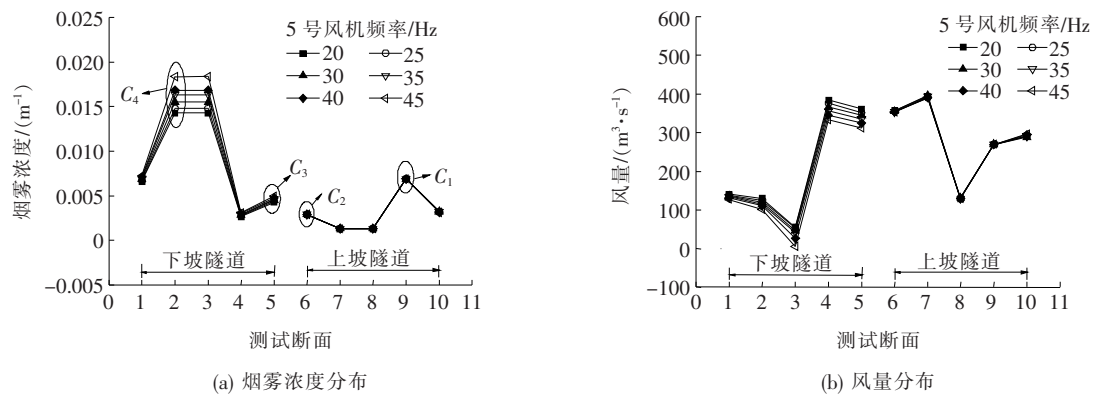 0.025
0.020
0.015
0.010
0.005
0
−0.005
烟雾浓度/(m⁻¹)
5 号风机频率/Hz
20 25
30 35
40 45
C₄
C₃
C₂
C₁
下坡隧道
上坡隧道
0 1 2 3 4 5 6 7 8 9 10 11
测试断面
(a) 烟雾浓度分布
600
500
400
300
200
100
0
−100
风量/(m³·s⁻¹)
5 号风机频率/Hz
20 25
30 35
40 45
下坡隧道
上坡隧道
0 1 2 3 4 5 6 7 8 9 10 11
测试断面
(b) 风量分布